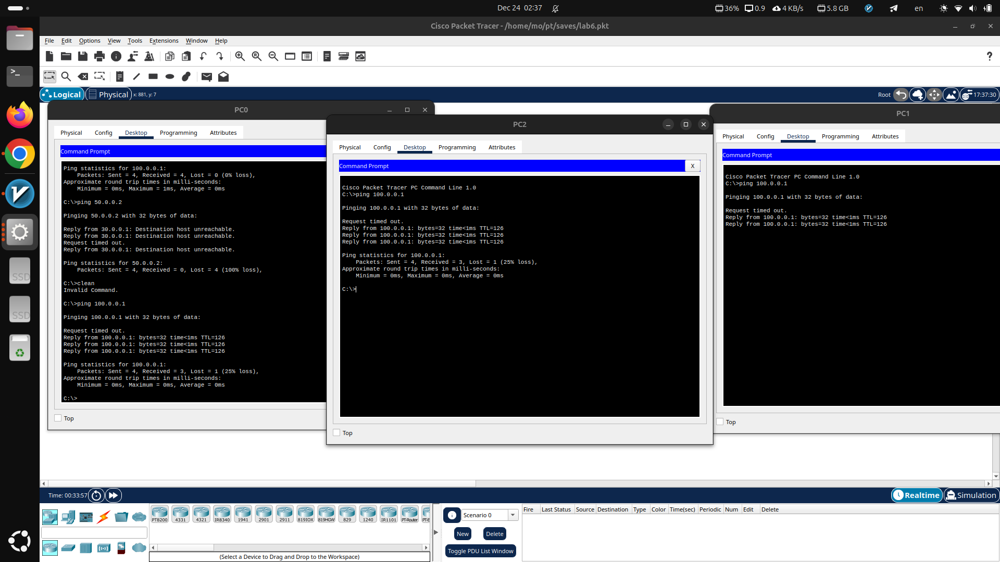 Dec 24 02:37
36% 0.9 4 KB/s 5.8 GB en
Cisco Packet Tracer - /home/mo/pt/saves/lab6.pkt
File Edit Options View Tools Extensions Window Help
Logical Physical x: 881, y: 7 Root 17:37:30
PC0
Physical Config Desktop Programming Attributes
Command Prompt
Ping statistics for 100.0.0.1:
Packets: Sent = 4, Received = 4, Lost = 0 (0% loss),
Approximate round trip times in milli-seconds:
Minimum = 0ms, Maximum = 1ms, Average = 0ms
C:\>ping 50.0.0.2
Pinging 50.0.0.2 with 32 bytes of data:
Reply from 30.0.0.1: Destination host unreachable.
Reply from 30.0.0.1: Destination host unreachable.
Request timed out.
Reply from 30.0.0.1: Destination host unreachable.
Ping statistics for 50.0.0.2:
Packets: Sent = 4, Received = 0, Lost = 4 (100% loss),
C:\>clean
Invalid Command.
C:\>ping 100.0.0.1
Pinging 100.0.0.1 with 32 bytes of data:
Request timed out.
Reply from 100.0.0.1: bytes=32 time<1ms TTL=126
Reply from 100.0.0.1: bytes=32 time<1ms TTL=126
Reply from 100.0.0.1: bytes=32 time<1ms TTL=126
Ping statistics for 100.0.0.1:
Packets: Sent = 4, Received = 3, Lost = 1 (25% loss),
Approximate round trip times in milli-seconds:
Minimum = 0ms, Maximum = 0ms, Average = 0ms
C:\>
Top
PC2
Physical Config Desktop Programming Attributes
Command Prompt X
Cisco Packet Tracer PC Command Line 1.0
C:\>ping 100.0.0.1
Pinging 100.0.0.1 with 32 bytes of data:
Request timed out.
Reply from 100.0.0.1: bytes=32 time<1ms TTL=126
Reply from 100.0.0.1: bytes=32 time<1ms TTL=126
Reply from 100.0.0.1: bytes=32 time<1ms TTL=126
Ping statistics for 100.0.0.1:
Packets: Sent = 4, Received = 3, Lost = 1 (25% loss),
Approximate round trip times in milli-seconds:
Minimum = 0ms, Maximum = 0ms, Average = 0ms
C:\>
Top
PC1
Physical Config Desktop Programming Attributes
Command Prompt
Cisco Packet Tracer PC Command Line 1.0
C:\>ping 100.0.0.1
Pinging 100.0.0.1 with 32 bytes of data:
Request timed out.
Reply from 100.0.0.1: bytes=32 time<1ms TTL=126
Reply from 100.0.0.1: bytes=32 time<1ms TTL=126
Top
SSD
SSD
Time: 00:33:57 Realtime Simulation
PT8200 4331 4321 IR8340 1941 2901 2911 819IOX 819HGW 829 1240 IR1101 PT-Router PT-E
(Select a Device to Drag and Drop to the Workspace)
Scenario 0
New Delete
Toggle PDU List Window
Fire Last Status Source Destination Type Color Time(sec) Periodic Num Edit Delete